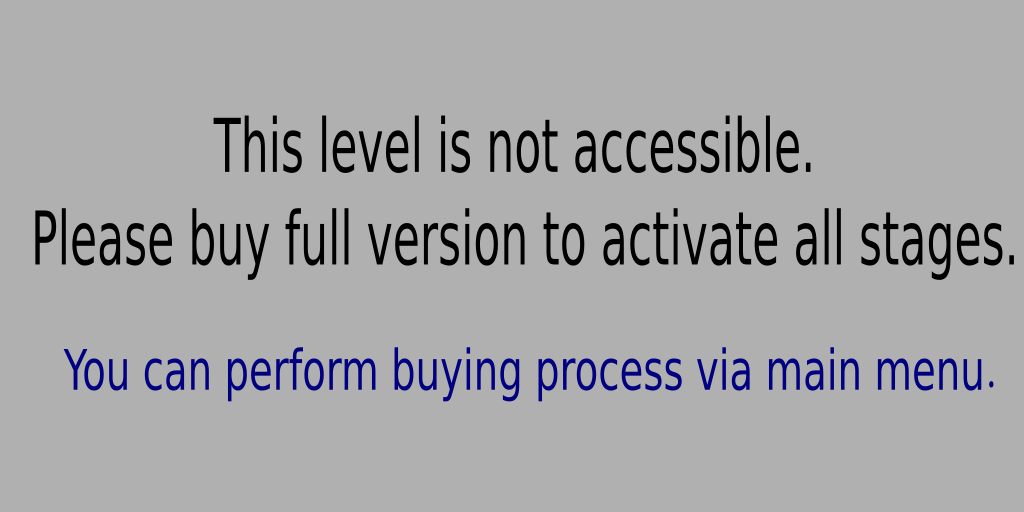 This level is not accessible.
Please buy full version to activate all stages.
You can perform buying process via main menu.